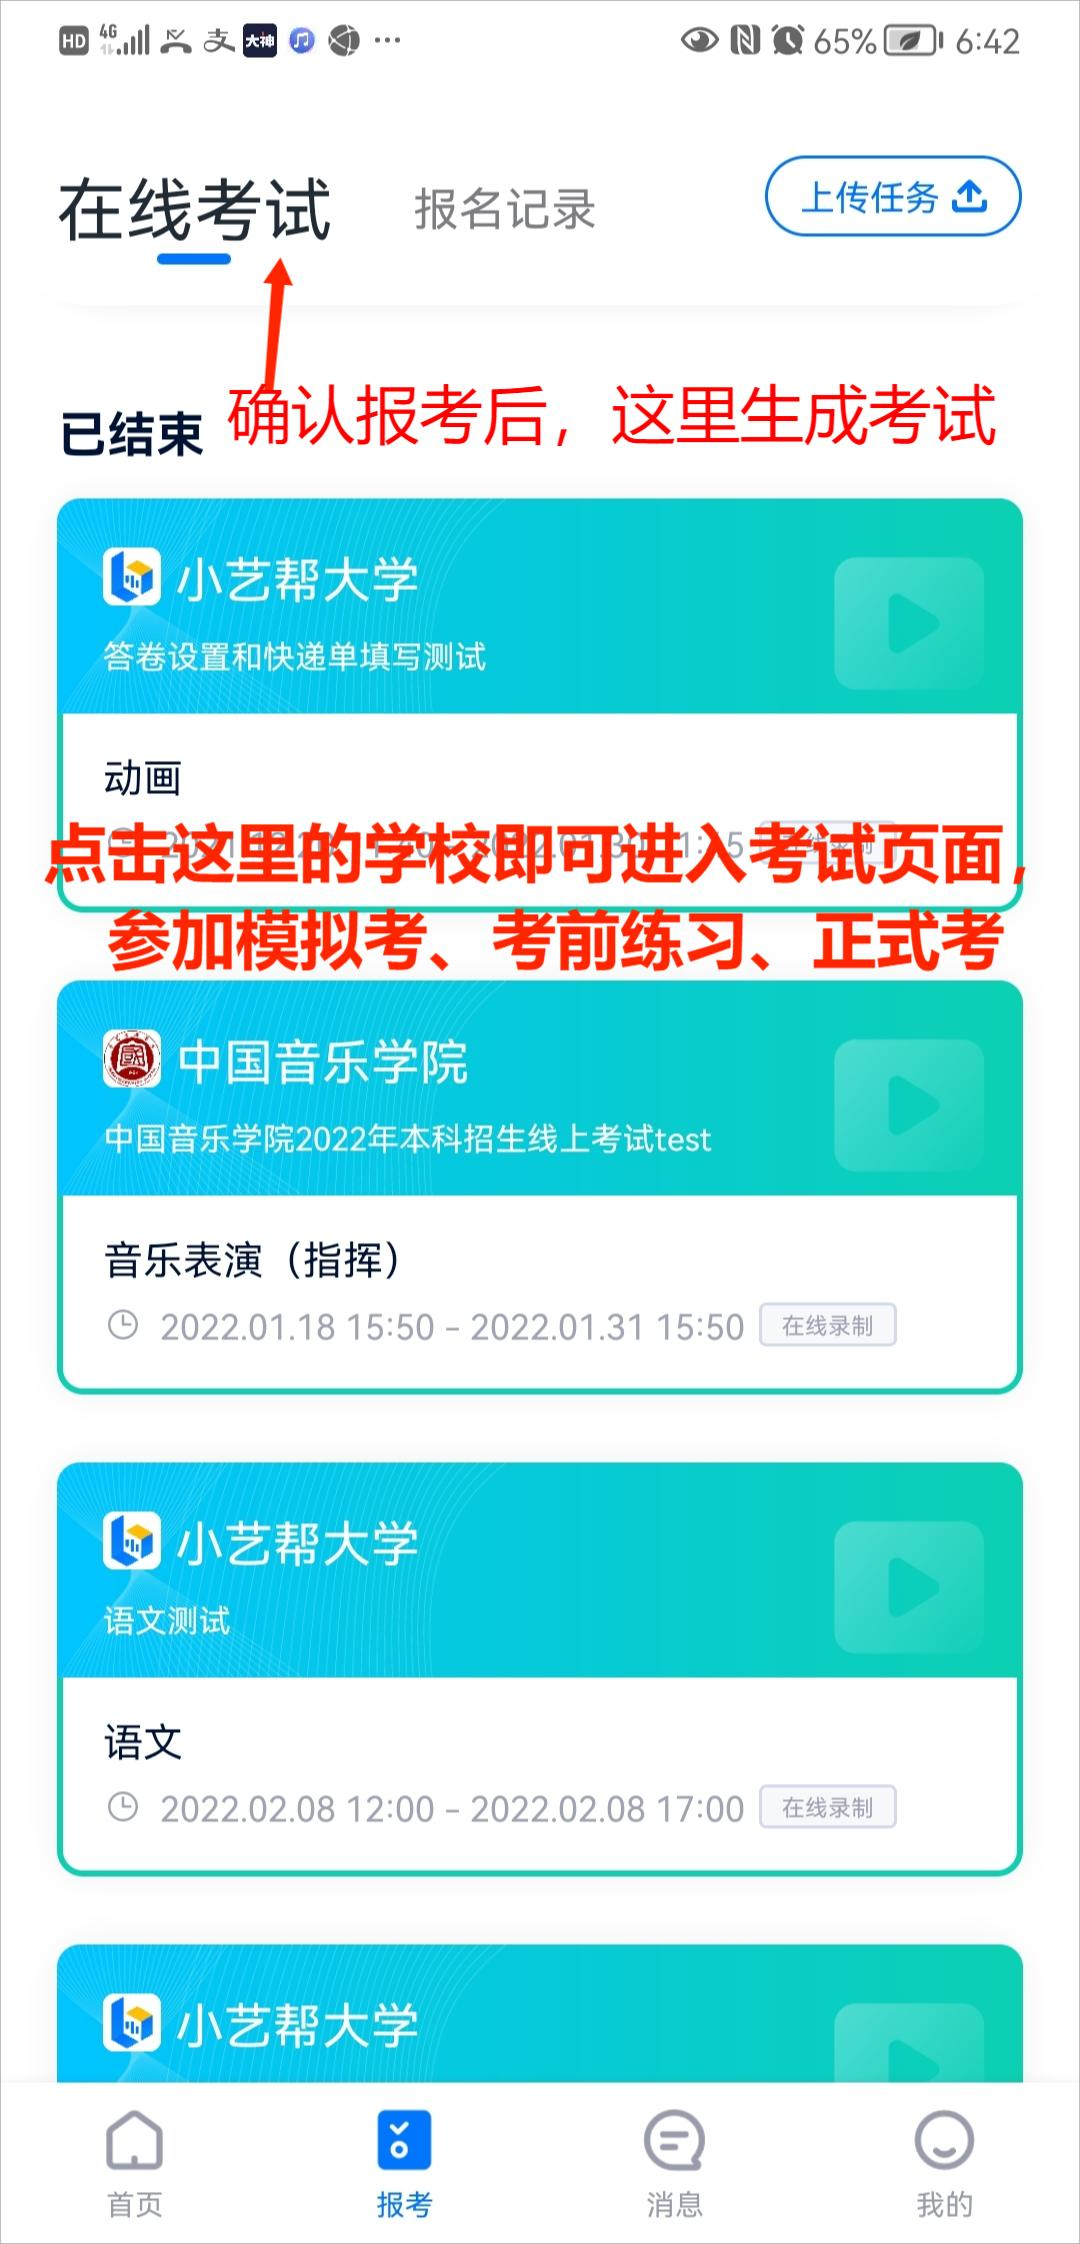 HD 4G 支 大神 65% 6:42
在线考试 报名记录 上传任务
确认报考后，这里生成考试
已结束
小艺帮大学
答卷设置和快递单填写测试
动画
点击这里的学校即可进入考试页面，
参加模拟考、考前练习、正式考
中国音乐学院
中国音乐学院2022年本科招生线上考试test
音乐表演（指挥）
2022.01.18 15:50 - 2022.01.31 15:50 在线录制
小艺帮大学
语文测试
语文
2022.02.08 12:00 - 2022.02.08 17:00 在线录制
小艺帮大学
首页 报考 消息 我的